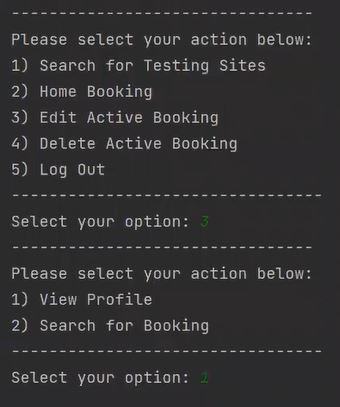 -------------------------------
Please select your action below:
1) Search for Testing Sites
2) Home Booking
3) Edit Active Booking
4) Delete Active Booking
5) Log Out
--------------------------------
Select your option: 3
-------------------------------
Please select your action below:
1) View Profile
2) Search for Booking
--------------------------------
Select your option: 1